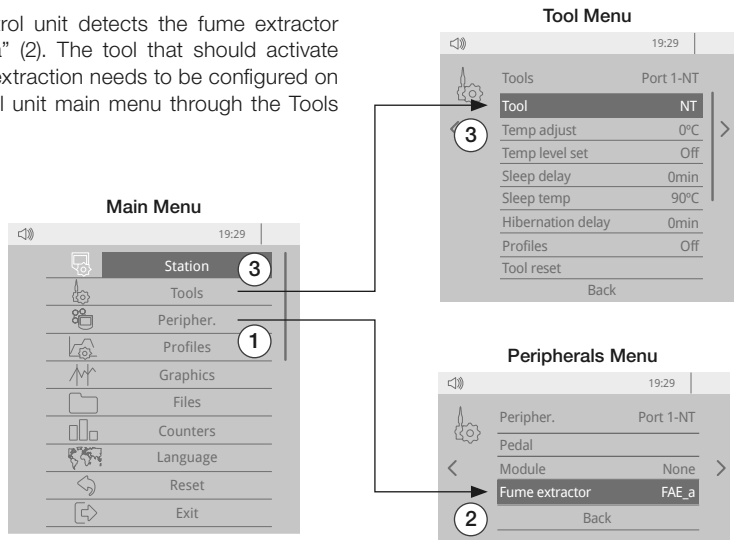 trol unit detects the fume extractor
" (2). The tool that should activate
extraction needs to be configured on
l unit main menu through the Tools
Main Menu
19:29
Station
3
Tools
Peripher.
1
Profiles
Graphics
Files
Counters
Language
Reset
Exit
Tool Menu
19:29
Tools Port 1-NT
Tool NT
3
Temp adjust 0ºC
Temp level set Off
Sleep delay 0min
Sleep temp 90ºC
Hibernation delay 0min
Profiles Off
Tool reset
Back
Peripherals Menu
19:29
Peripher. Port 1-NT
Pedal
Module None
Fume extractor FAE_a
2
Back